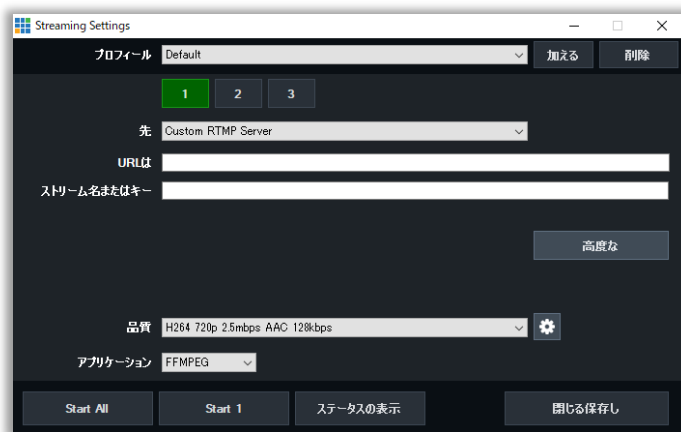 Streaming Settings
プロフィール Default 加える 削除
1 2 3
先 Custom RTMP Server
URLは
ストリーム名またはキー
高度な
品質 H264 720p 2.5mbps AAC 128kbps
アプリケーション FFMPEG
Start All Start 1 ステータスの表示 閉じる保存し